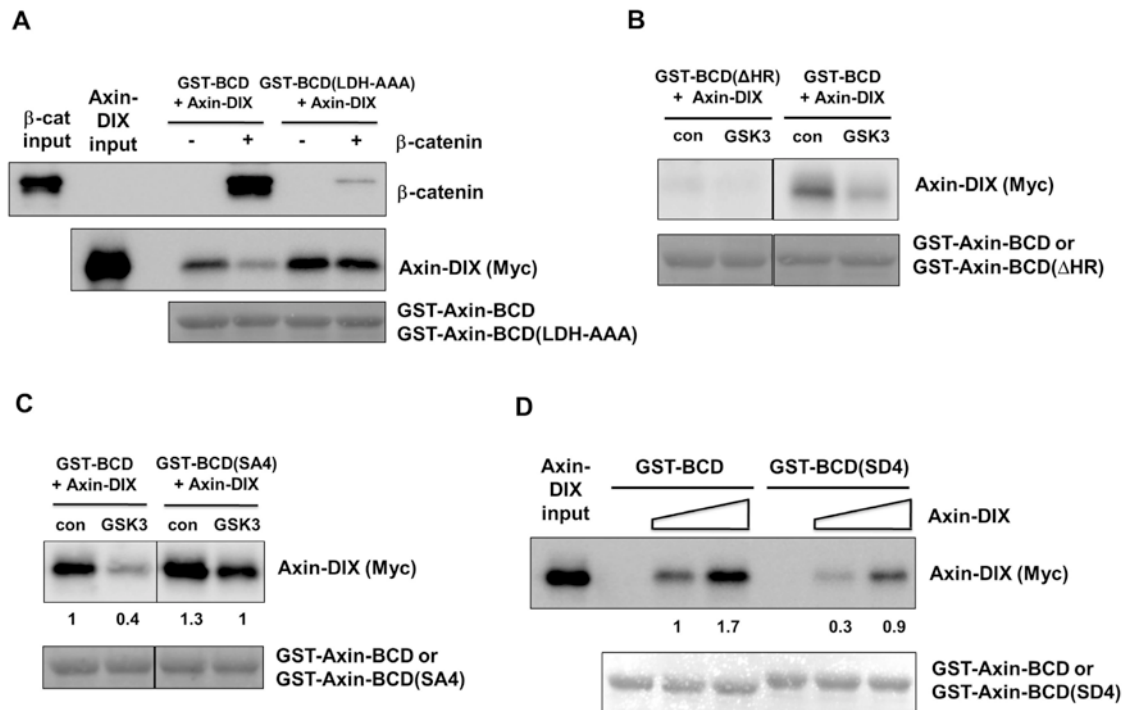 A
GST-BCD GST-BCD(LDH-AAA)
+ Axin-DIX + Axin-DIX
β-cat
input
Axin-
DIX
input
- + - + β-catenin
β-catenin
Axin-DIX (Myc)
GST-Axin-BCD
GST-Axin-BCD(LDH-AAA)
B
GST-BCD(ΔHR) GST-BCD
+ Axin-DIX + Axin-DIX
con GSK3 con GSK3
Axin-DIX (Myc)
GST-Axin-BCD or
GST-Axin-BCD(ΔHR)
C
GST-BCD GST-BCD(SA4)
+ Axin-DIX + Axin-DIX
con GSK3 con GSK3
Axin-DIX (Myc)
1 0.4 1.3 1
GST-Axin-BCD or
GST-Axin-BCD(SA4)
D
Axin-
DIX
input
GST-BCD GST-BCD(SD4)
Axin-DIX
Axin-DIX (Myc)
1 1.7 0.3 0.9
GST-Axin-BCD or
GST-Axin-BCD(SD4)